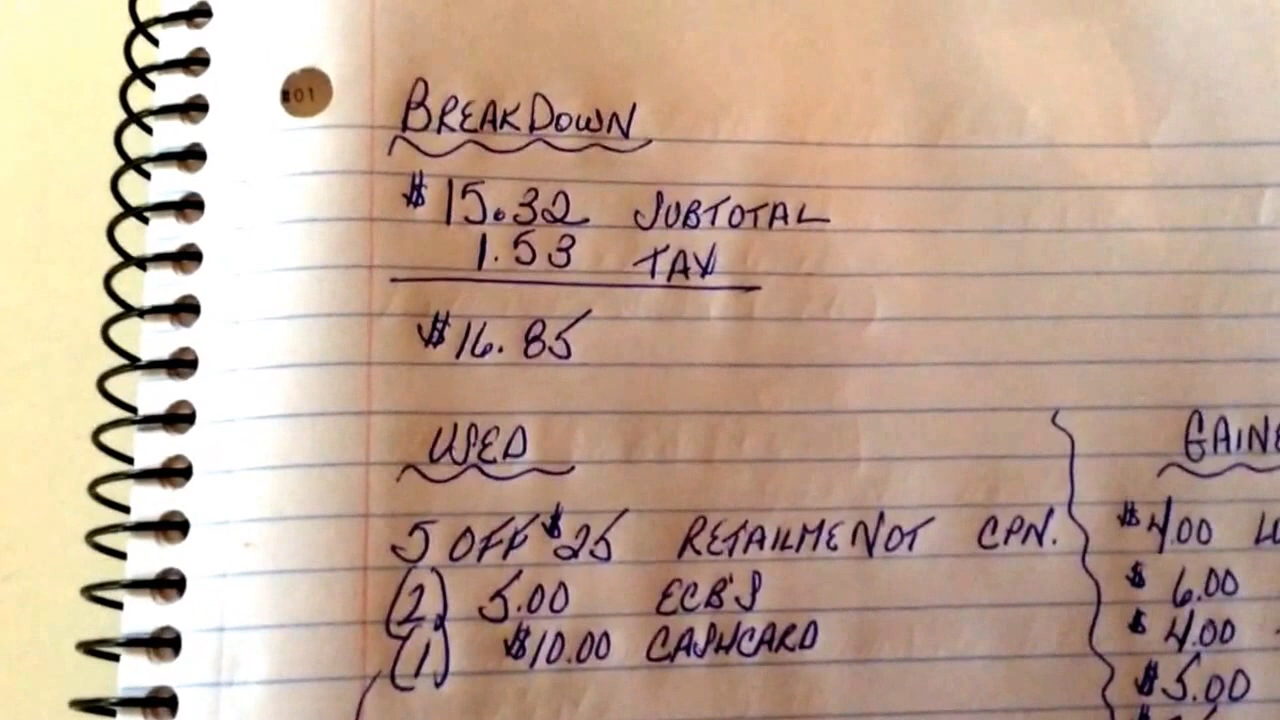 #01
BREAKDOWN
$15.32 SUBTOTAL
1.53 TAX
$16.85
USED
5 OFF $25 RETAILMENOT CPN.
(2) 5.00 ECB'S
(1) $10.00 CASHCARD
GAINE
$4.00
$6.00
$4.00
$5.00